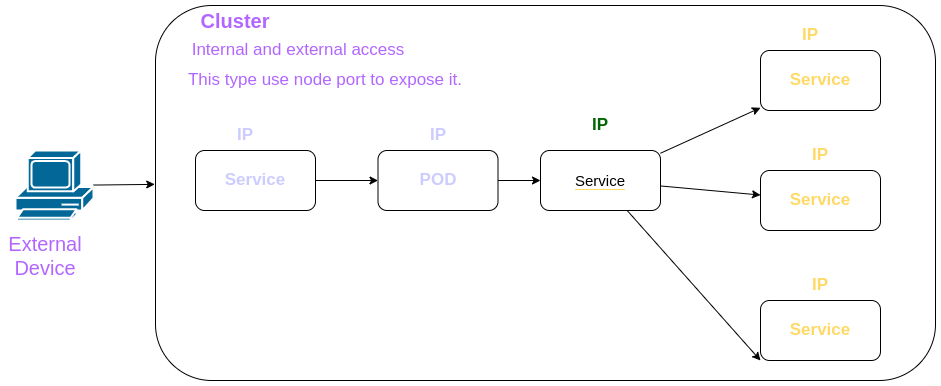 Cluster
Internal and external access
This type use node port to expose it.
IP
Service
IP
POD
IP
Service
IP
Service
IP
Service
IP
Service
External
Device